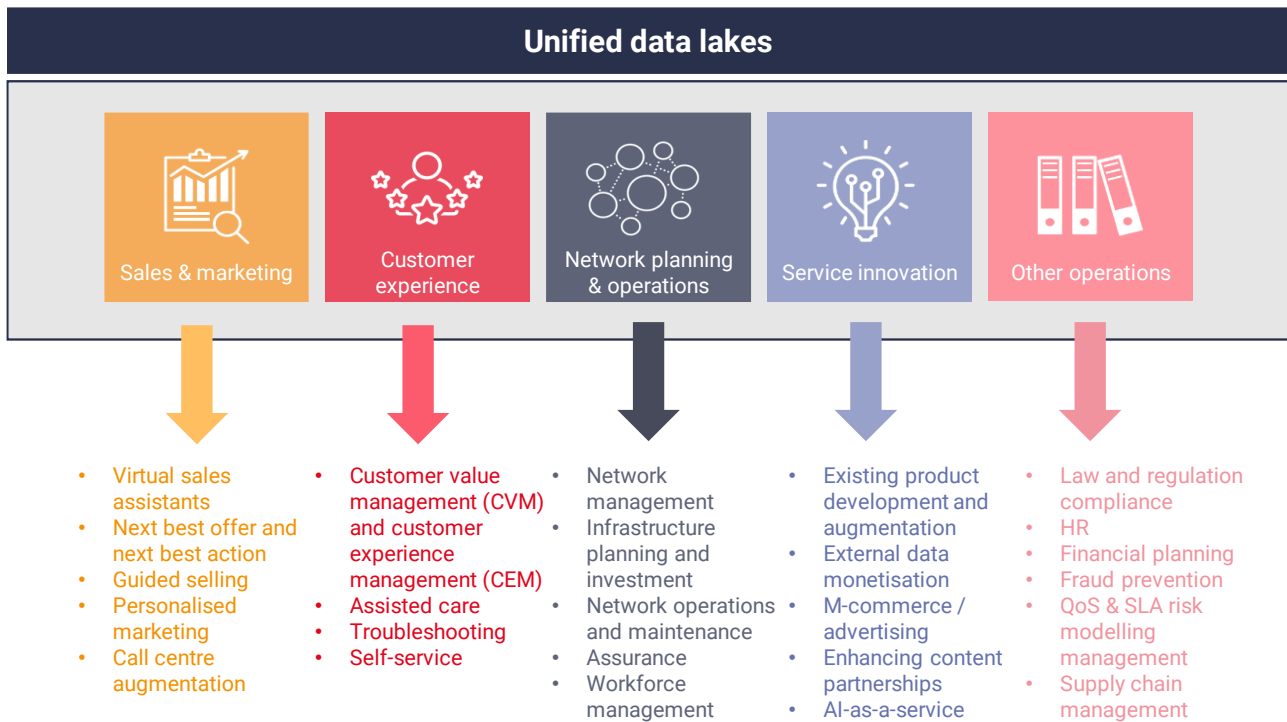 Unified data lakes
Sales & marketing
Customer
experience
Network planning
& operations
Service innovation
Other operations
• Virtual sales
assistants
• Next best offer and
next best action
• Guided selling
• Personalised
marketing
• Call centre
augmentation
• Customer value
management (CVM)
and customer
experience
management (CEM)
• Assisted care
• Troubleshooting
• Self-service
• Network
management
• Infrastructure
planning and
investment
• Network operations
and maintenance
• Assurance
• Workforce
management
• Existing product
development and
augmentation
• External data
monetisation
• M-commerce /
advertising
• Enhancing content
partnerships
• AI-as-a-service
• Law and regulation
compliance
• HR
• Financial planning
• Fraud prevention
• QoS & SLA risk
modelling
management
• Supply chain
management